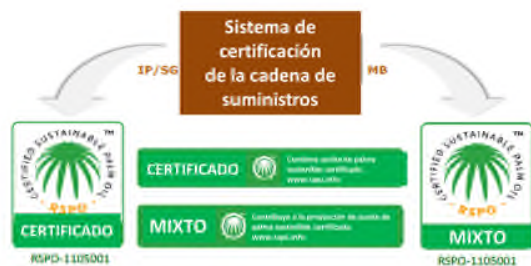 Sistema de
certificación
de la cadena de
suministros
IP/SG
MB
CERTIFIED SUSTAINABLE PALM OIL
TM
RSPO
CERTIFICADO
RSPO-1105001
CERTIFICADO
Contiene aceite de palma
sostenible certificado
www.rspo.info
MIXTO
Contribuye a la producción de aceite de
palma sostenible certificado
www.rspo.info
CERTIFIED SUSTAINABLE PALM OIL
TM
RSPO
MIXTO
RSPO-1105001